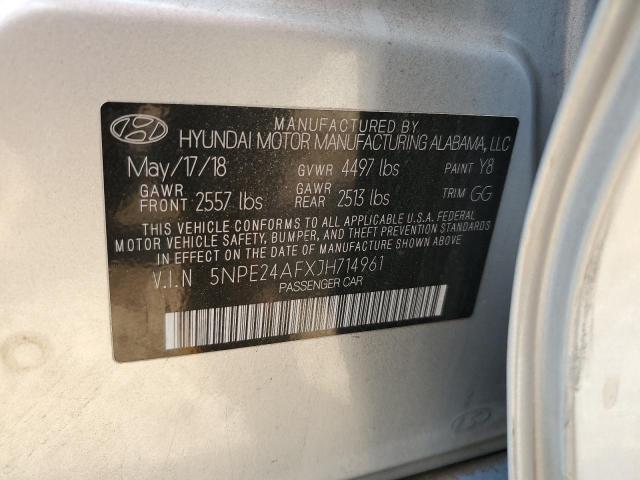 MANUFACTURED BY
HYUNDAI MOTOR MANUFACTURING ALABAMA, LLC
May/17/18 GVWR 4497 lbs PAINT Y8
GAWR FRONT 2557 lbs GAWR REAR 2513 lbs TRIM GG
THIS VEHICLE CONFORMS TO ALL APPLICABLE U.S.A. FEDERAL
MOTOR VEHICLE SAFETY, BUMPER, AND THEFT PREVENTION STANDARDS
IN EFFECT ON THE DATE OF MANUFACTURE SHOWN ABOVE.
V.I.N 5NPE24AFXJH714961
PASSENGER CAR